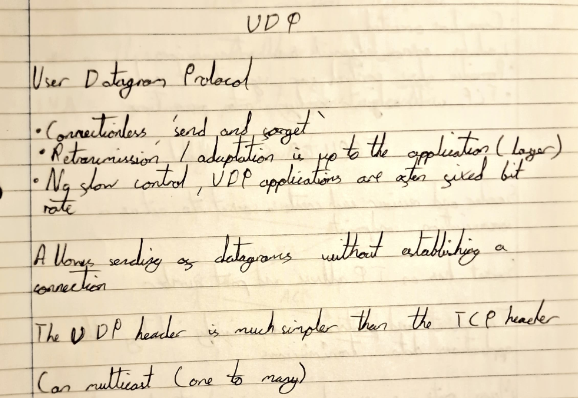 UDP
User Datagram Protocol
• Connectionless 'send and forget'
• Retransmission / adaptation is up to the application (Layer)
• No flow control, UDP applications are often fixed bit
rate
Allows sending of datagrams without establishing a
connection
The UDP header is much simpler than the TCP header
Can multicast (one to many)